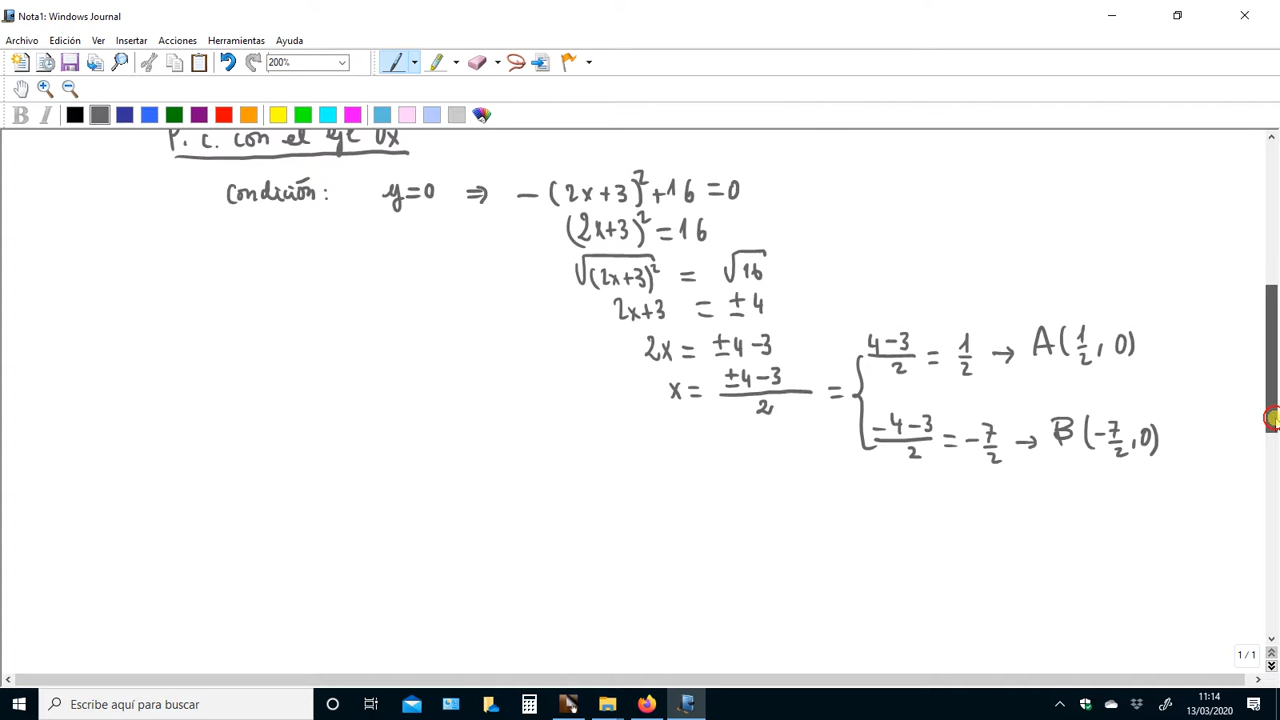 Nota1: Windows Journal
Archivo Edición Ver Insertar Acciones Herramientas Ayuda
200%
B I
P. c. con el eje OX
Condición: y=0 ⇒ -(2x+3)²+16=0
(2x+3)²=16
√(2x+3)² = √16
2x+3 = ±4
2x = ±4-3
x = (±4-3)/2 = { (4-3)/2 = 1/2 → A(1/2, 0)
(-4-3)/2 = -7/2 → B(-7/2, 0)
1/1
Escribe aquí para buscar
11:14
13/03/2020